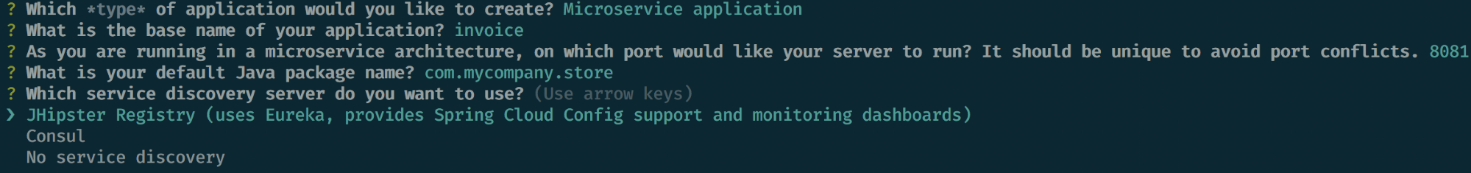 ? Which *type* of application would you like to create? Microservice application
? What is the base name of your application? invoice
? As you are running in a microservice architecture, on which port would like your server to run? It should be unique to avoid port conflicts. 8081
? What is your default Java package name? com.mycompany.store
? Which service discovery server do you want to use? (Use arrow keys)
❯ JHipster Registry (uses Eureka, provides Spring Cloud Config support and monitoring dashboards)
Consul
No service discovery